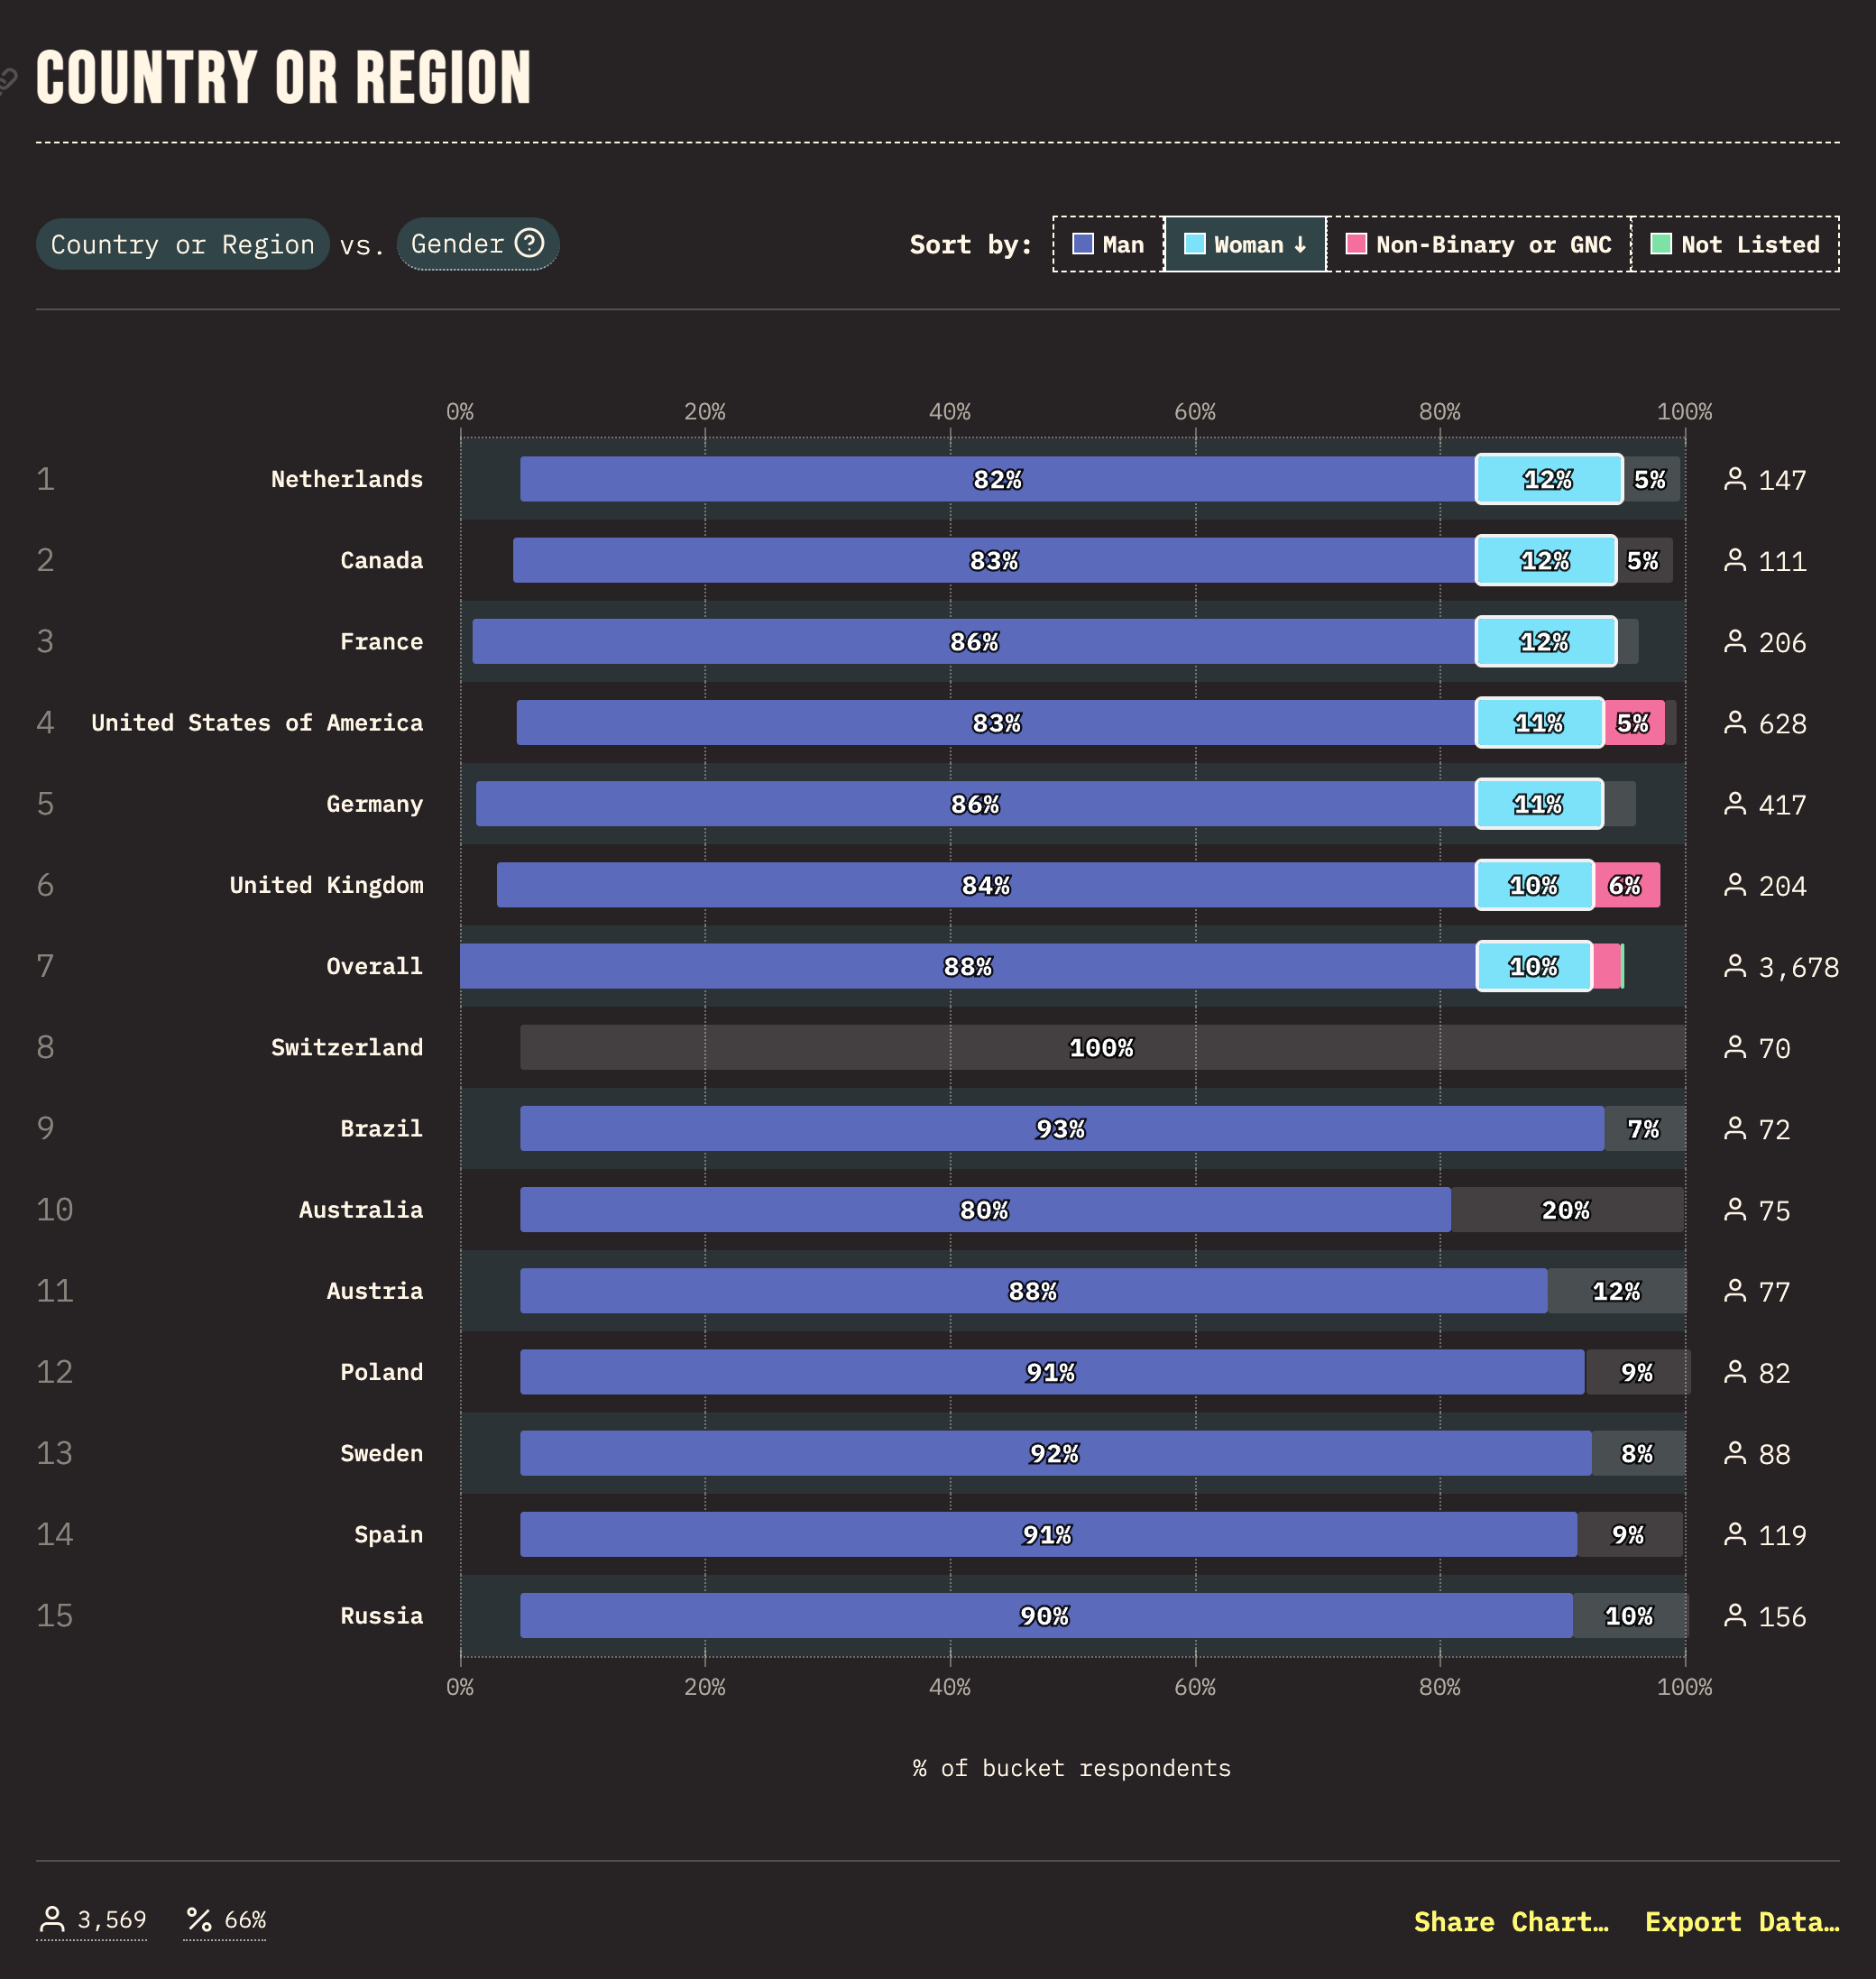 COUNTRY OR REGION
Country or Region vs. Gender ? Sort by: Man Woman ↓ Non-Binary or GNC Not Listed
0% 20% 40% 60% 80% 100%
1 Netherlands 82% 12% 5% 147
2 Canada 83% 12% 5% 111
3 France 86% 12% 206
4 United States of America 83% 11% 5% 628
5 Germany 86% 11% 417
6 United Kingdom 84% 10% 6% 204
7 Overall 88% 10% 3,678
8 Switzerland 100% 70
9 Brazil 93% 7% 72
10 Australia 80% 20% 75
11 Austria 88% 12% 77
12 Poland 91% 9% 82
13 Sweden 92% 8% 88
14 Spain 91% 9% 119
15 Russia 90% 10% 156
0% 20% 40% 60% 80% 100%
% of bucket respondents
3,569 % 66% Share Chart… Export Data…